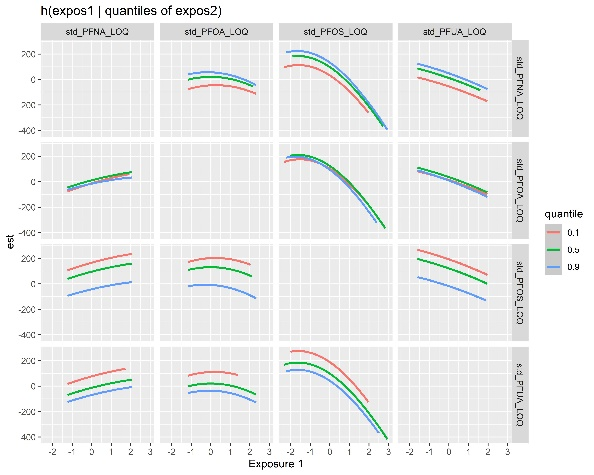 h(expos1 | quantiles of expos2)
std_PFNA_LOQ std_PFOA_LOQ std_PFOS_LOQ std_PFUA_LOQ
200
0
-200
-400
std_PFNA_LOQ
200
0
-200
-400
std_PFOA_LOQ
200
0
-200
-400
std_PFOS_LOQ
200
0
-200
-400
std_PFUA_LOQ
est
quantile
0.1
0.5
0.9
-2 -1 0 1 2 3 -2 -1 0 1 2 3 -2 -1 0 1 2 3 -2 -1 0 1 2 3
Exposure 1